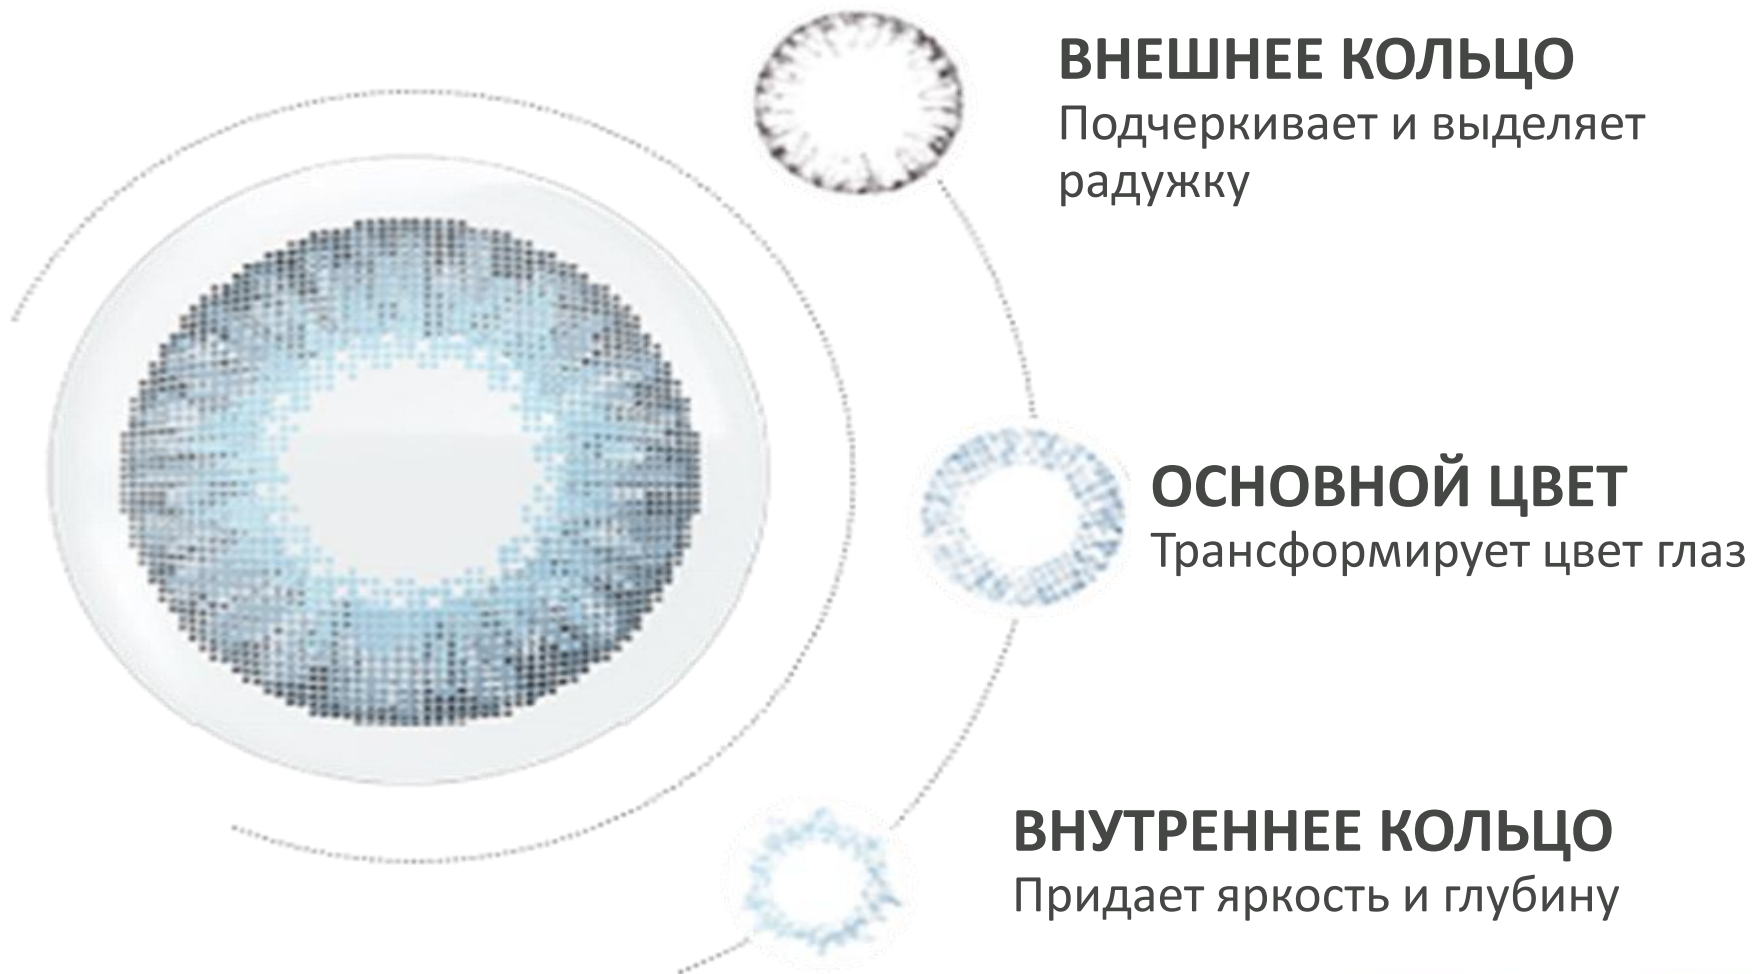 ВНЕШНЕЕ КОЛЬЦО
Подчеркивает и выделяет
радужку
ОСНОВНОЙ ЦВЕТ
Трансформирует цвет глаз
ВНУТРЕННЕЕ КОЛЬЦО
Придает яркость и глубину